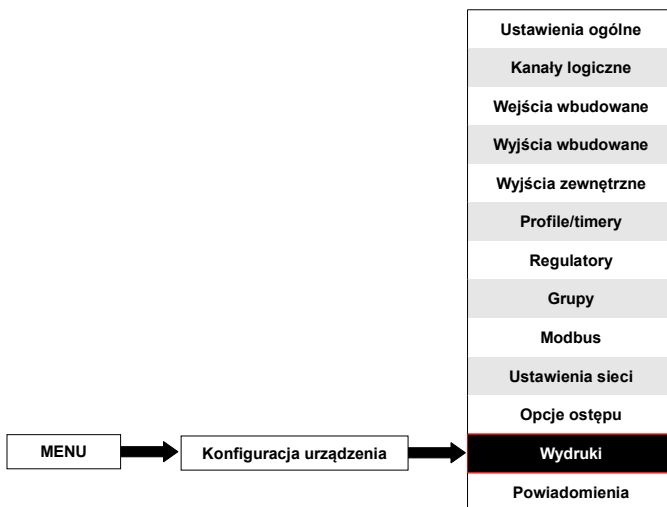 Ustawienia ogólne
Kanały logiczne
Wejścia wbudowane
Wyjścia wbudowane
Wyjścia zewnętrzne
Profile/timery
Regulatory
Grupy
Modbus
Ustawienia sieci
Opcje ostępu
MENU Konfiguracja urządzenia Wydruki
Powiadomienia